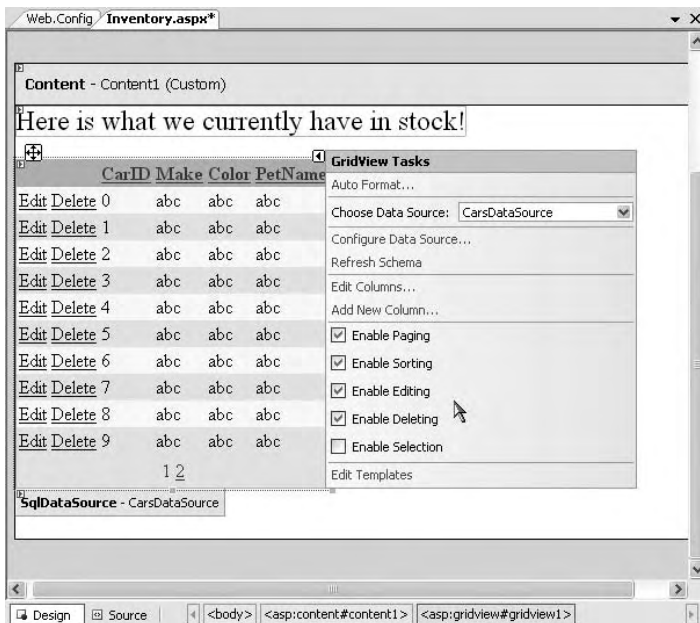 Web.Config Inventory.aspx*
Content - Content1 (Custom)
Here is what we currently have in stock!
CarID Make Color PetName
Edit Delete 0 abc abc abc
Edit Delete 1 abc abc abc
Edit Delete 2 abc abc abc
Edit Delete 3 abc abc abc
Edit Delete 4 abc abc abc
Edit Delete 5 abc abc abc
Edit Delete 6 abc abc abc
Edit Delete 7 abc abc abc
Edit Delete 8 abc abc abc
Edit Delete 9 abc abc abc
1 2
SqlDataSource - CarsDataSource
GridView Tasks
Auto Format...
Choose Data Source: CarsDataSource
Configure Data Source...
Refresh Schema
Edit Columns...
Add New Column...
Enable Paging
Enable Sorting
Enable Editing
Enable Deleting
Enable Selection
Edit Templates
Design Source <body> <asp:content#content1> <asp:gridview#gridview1>